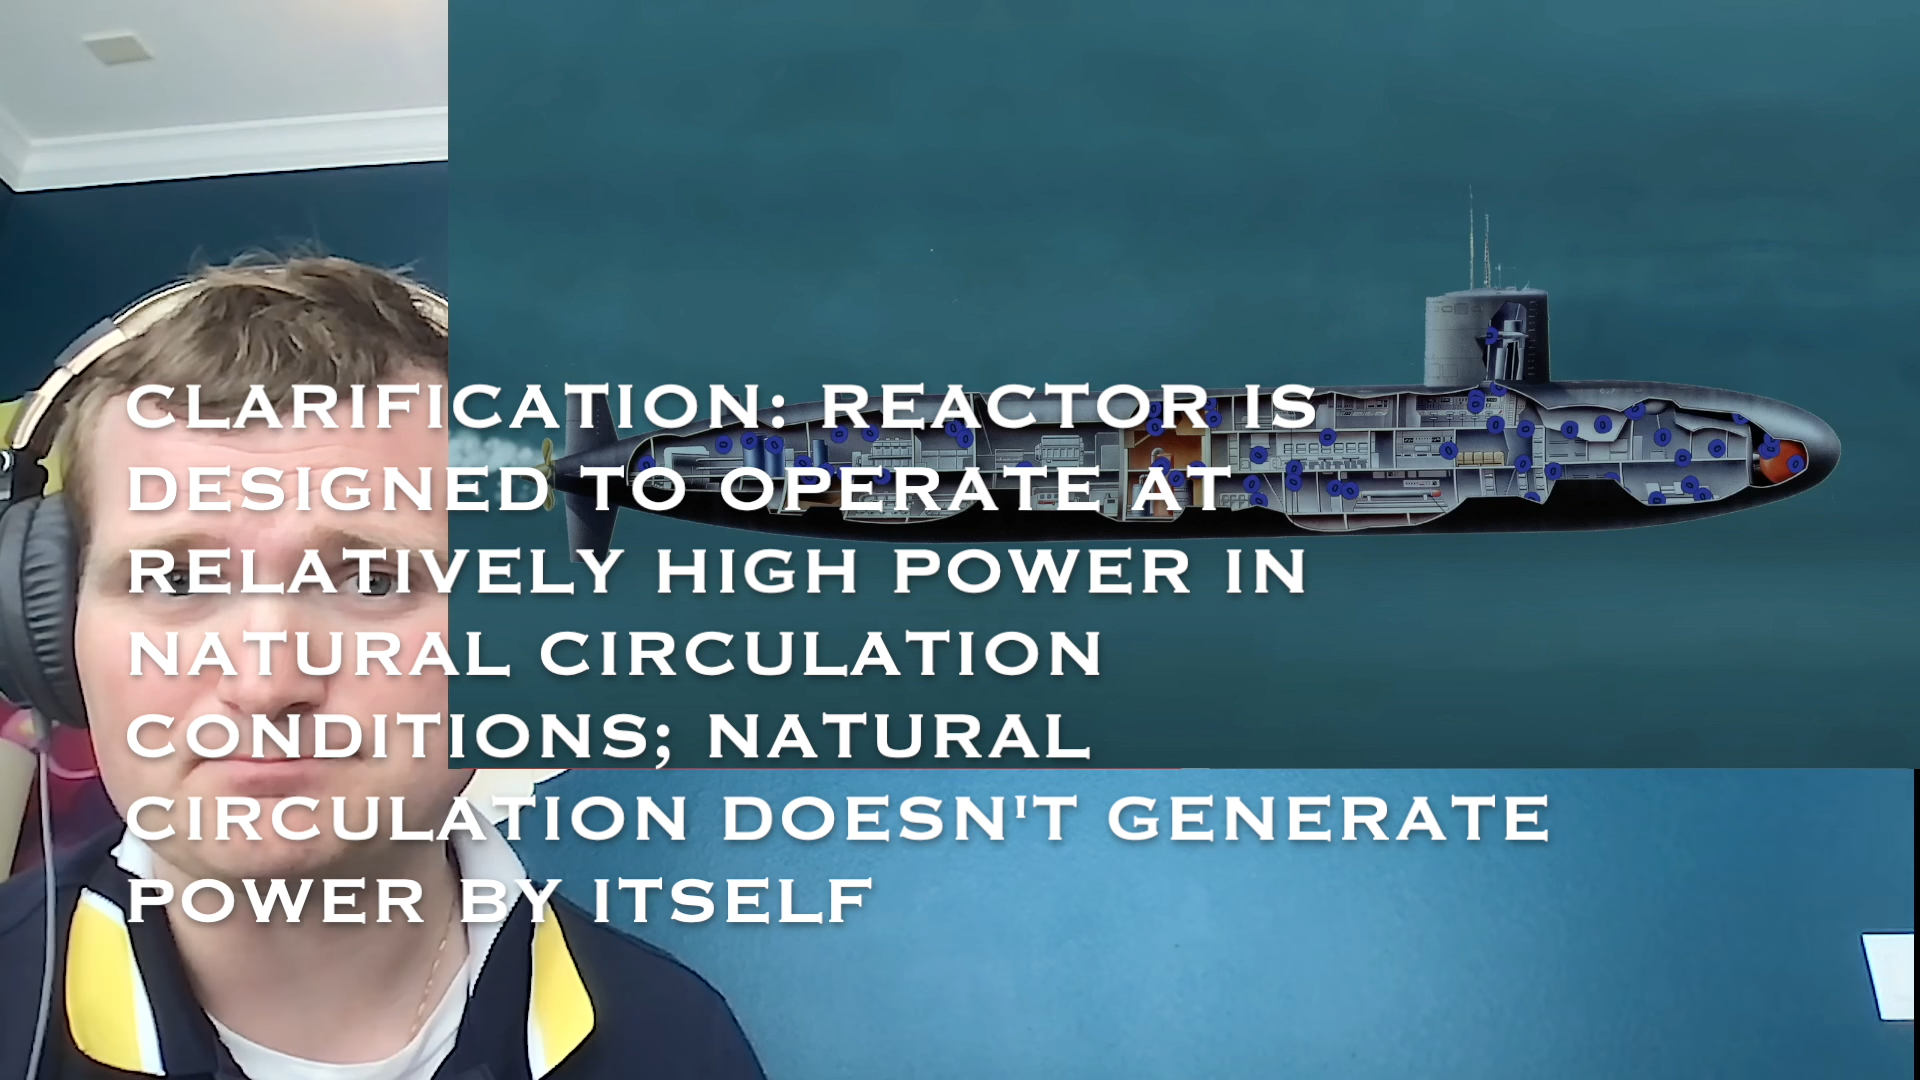 CLARIFICATION: REACTOR IS
DESIGNED TO OPERATE AT
RELATIVELY HIGH POWER IN
NATURAL CIRCULATION
CONDITIONS; NATURAL
CIRCULATION DOESN'T GENERATE
POWER BY ITSELF